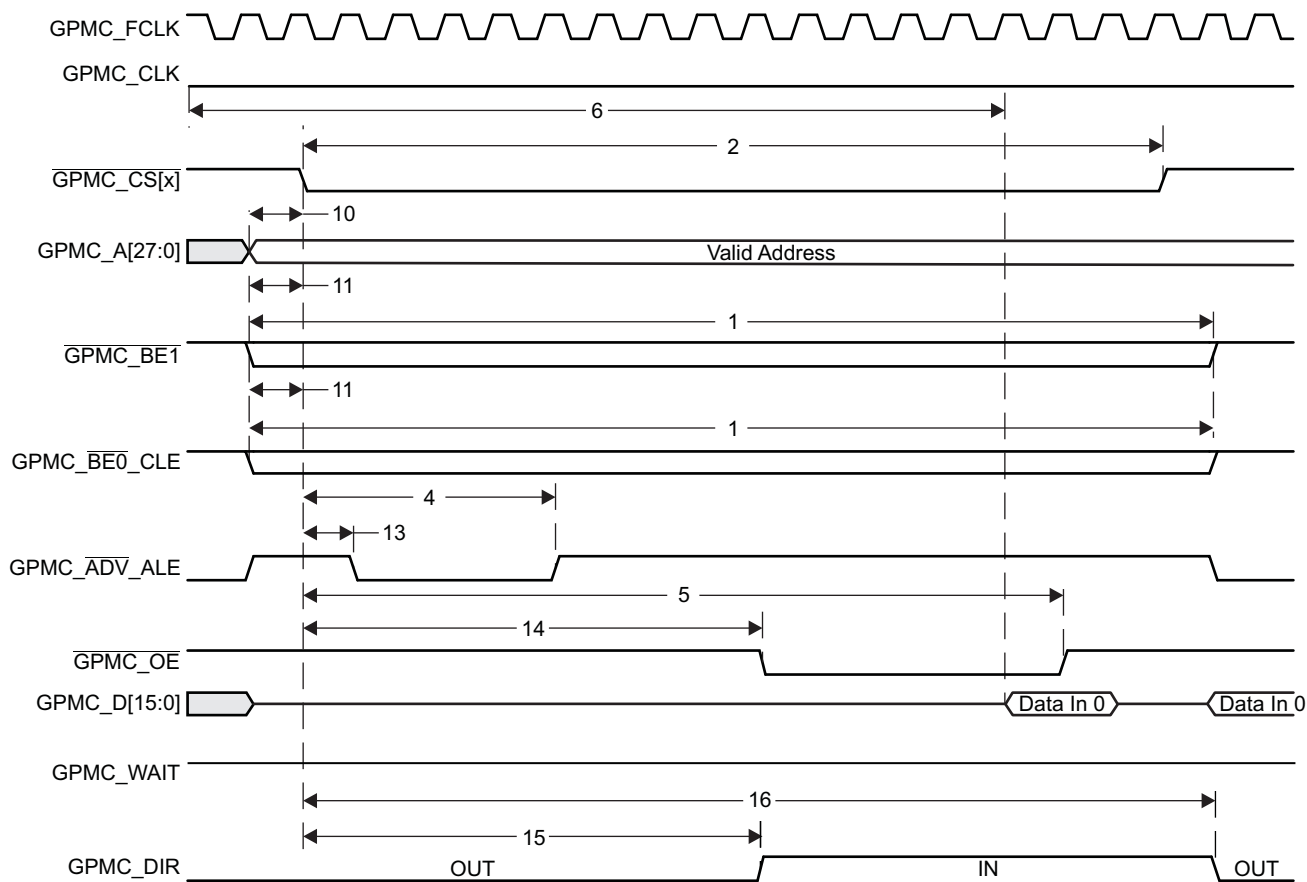 GPMC_FCLK
GPMC_CLK
6
2
GPMC_CS[x]
10
GPMC_A[27:0]
Valid Address
11
1
GPMC_BE1
11
1
GPMC_BE0_CLE
4
13
GPMC_ADV_ALE
5
14
GPMC_OE
GPMC_D[15:0]
Data In 0
Data In 0
GPMC_WAIT
16
15
GPMC_DIR
OUT
IN
OUT